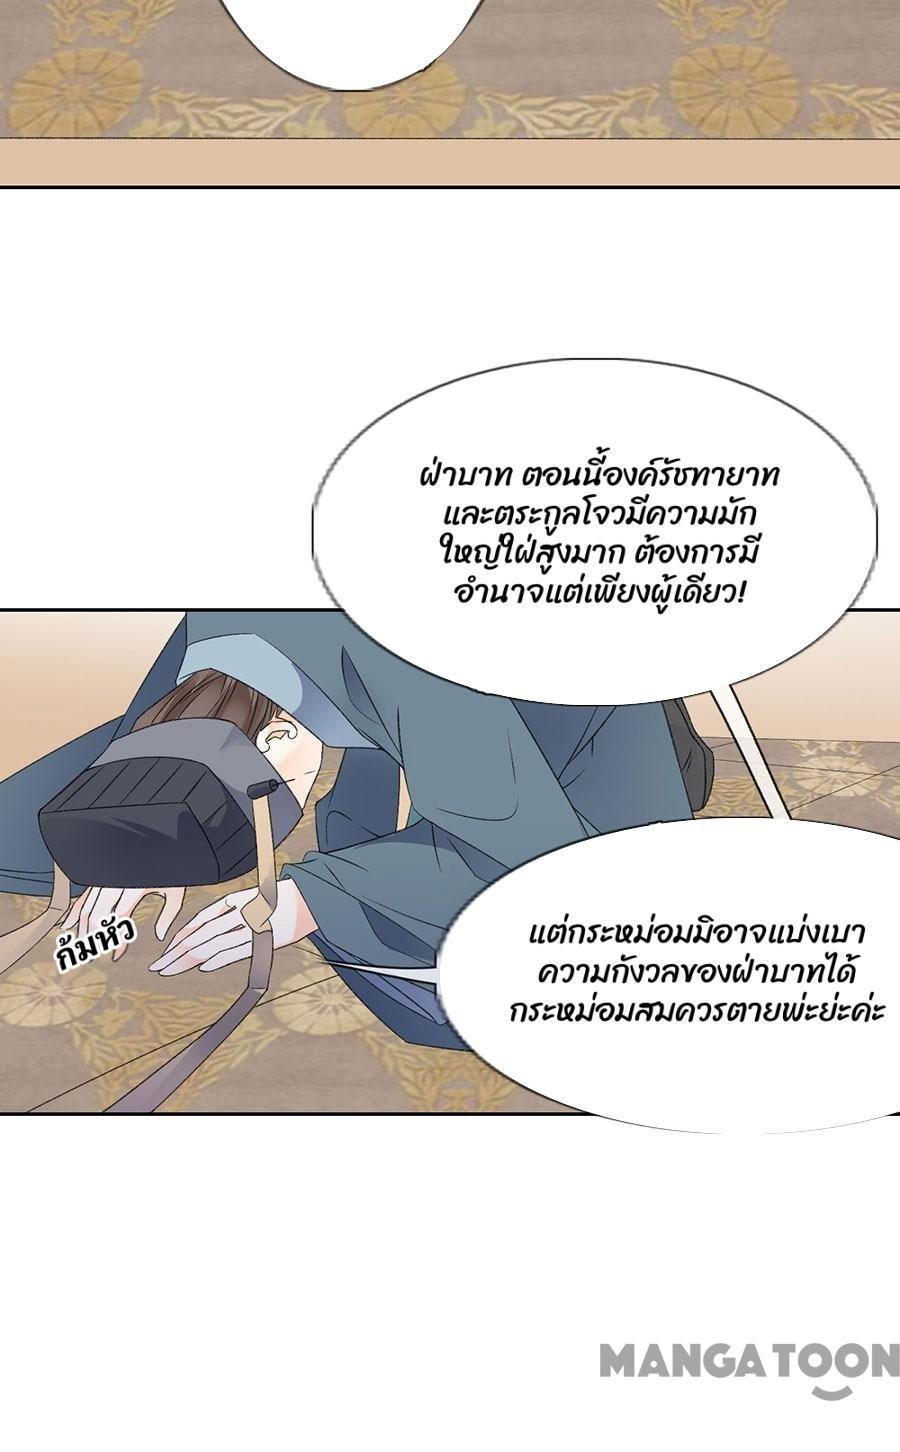 ฝ่าบาท ตอนนี้องค์รัชทายาท
และตระกูลโจวมีความมัก
ใหญ่ใฝ่สูงมาก ต้องการมี
อำนาจแต่เพียงผู้เดียว!
ก้มหัว
แต่กระหม่อมมิอาจแบ่งเบา
ความกังวลของฝ่าบาทได้
กระหม่อมสมควรตายพ่ะย่ะค่ะ
MANGATOON